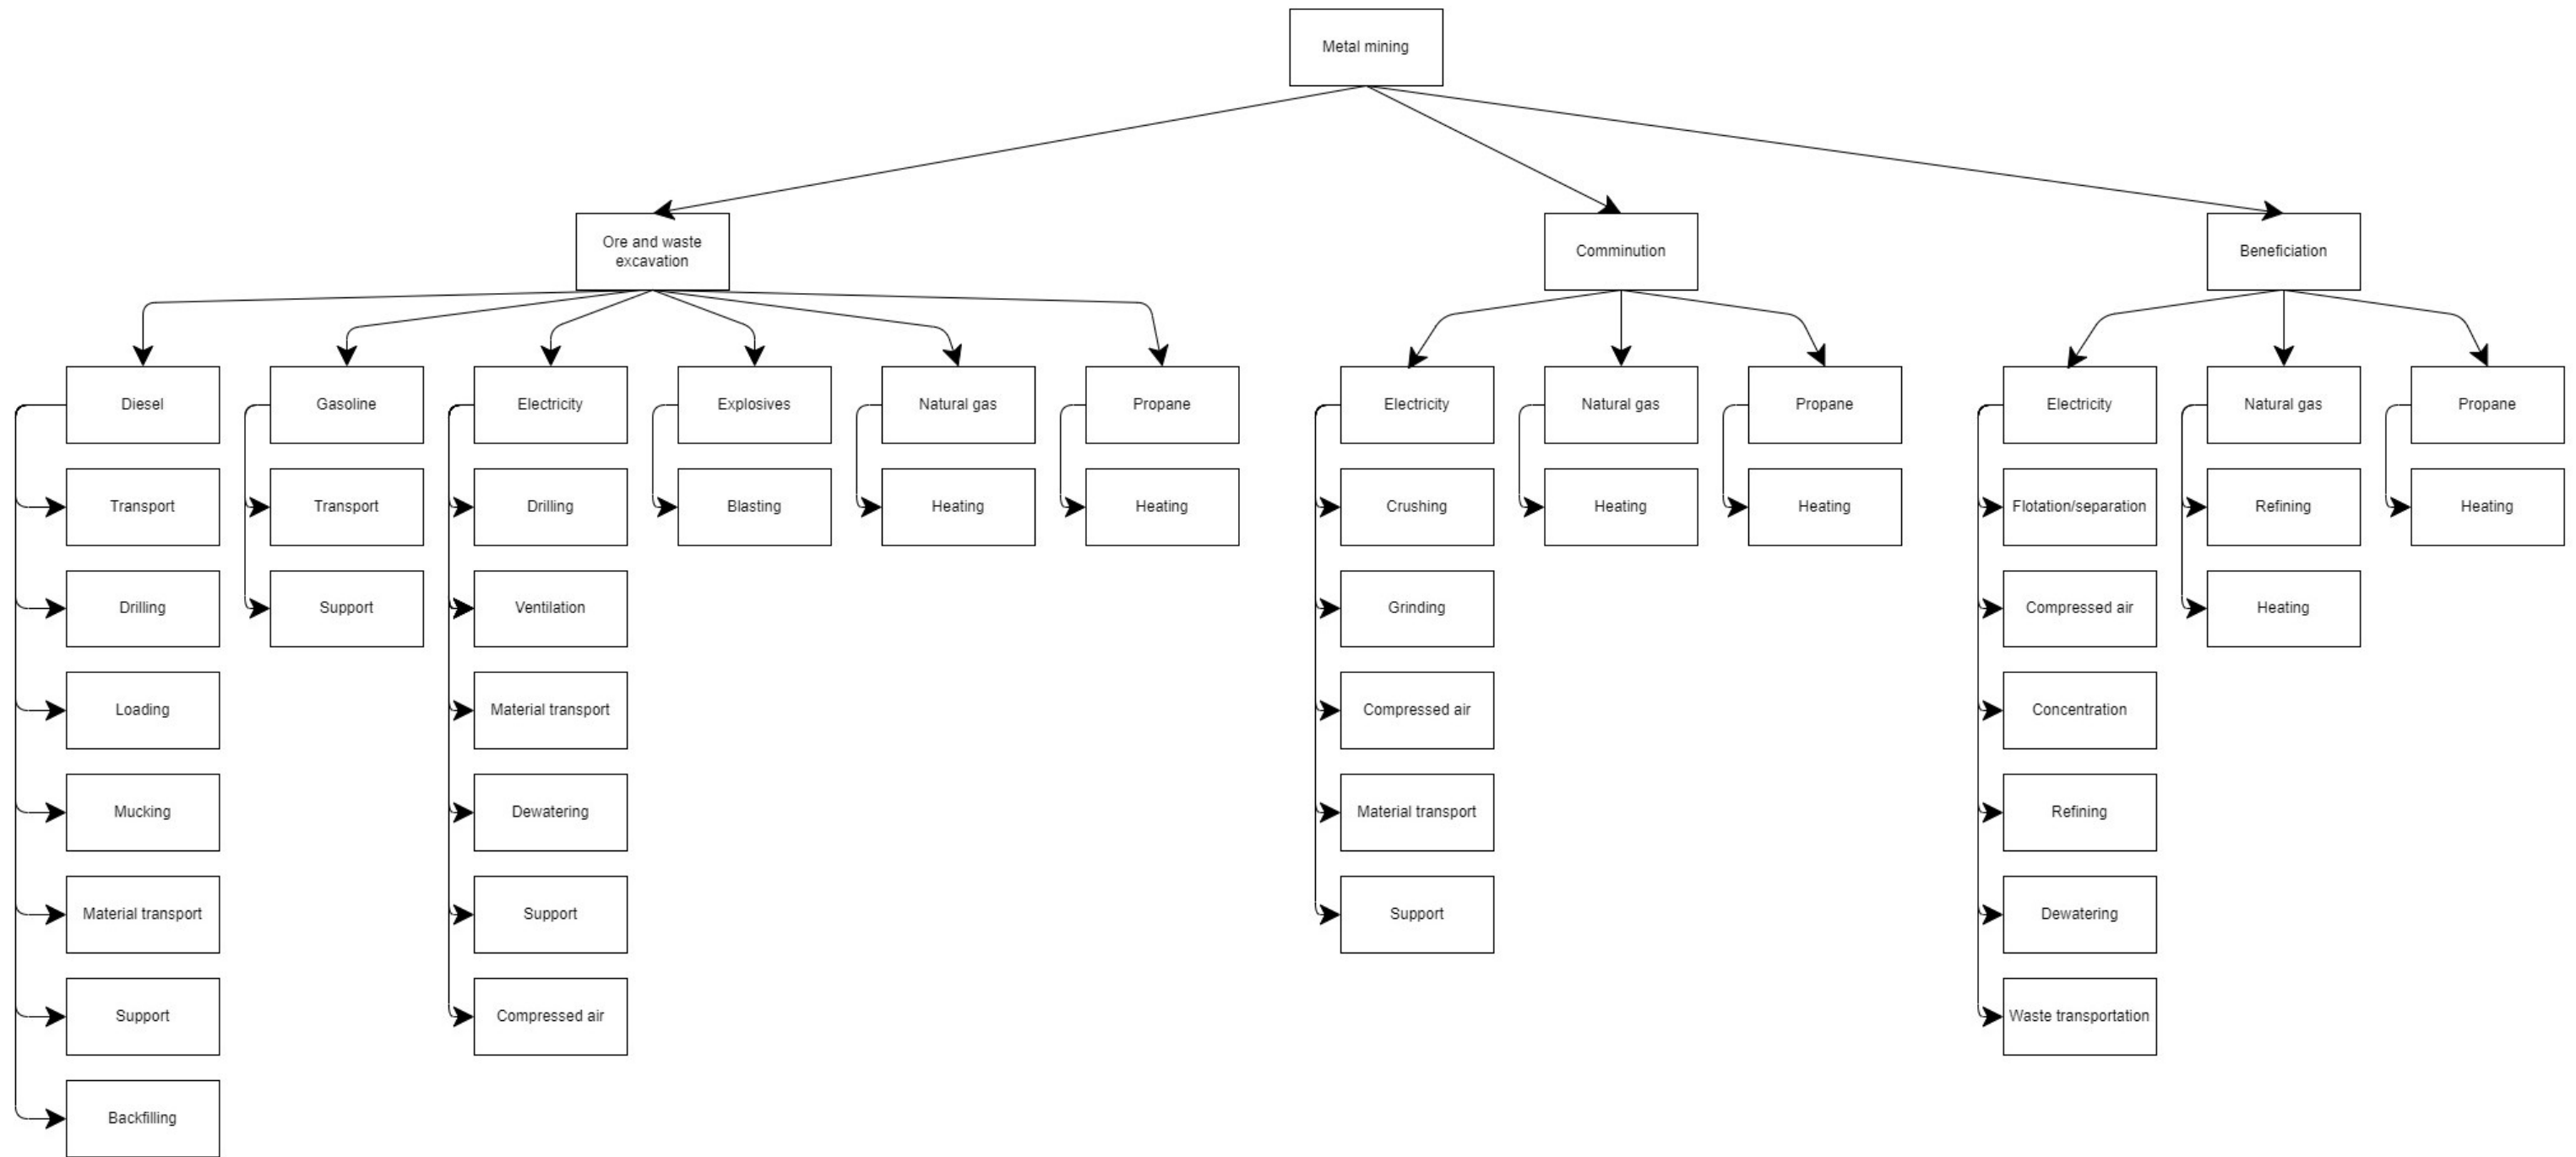 Metal mining
Ore and waste
excavation
Comminution
Beneficiation
Diesel
Gasoline
Electricity
Explosives
Natural gas
Propane
Electricity
Natural gas
Propane
Electricity
Natural gas
Propane
Transport
Transport
Drilling
Blasting
Heating
Heating
Crushing
Heating
Heating
Flotation/separation
Refining
Heating
Drilling
Support
Ventilation
Grinding
Compressed air
Heating
Loading
Material transport
Compressed air
Concentration
Mucking
Dewatering
Material transport
Refining
Material transport
Support
Support
Dewatering
Support
Compressed air
Waste transportation
Backfilling